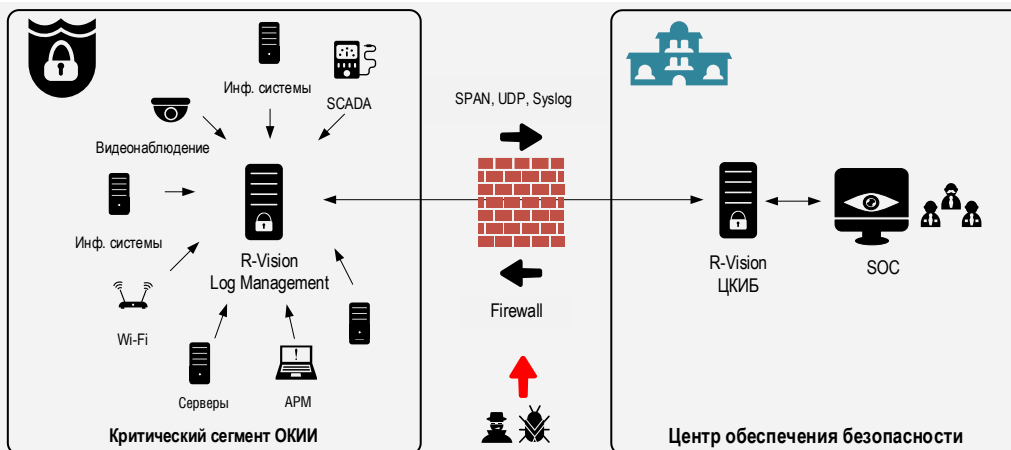 Инф. системы
SCADA
Видеонаблюдение
Инф. системы
R-Vision
Log Management
Wi-Fi
Серверы
АРМ
Критический сегмент ОКИИ
SPAN, UDP, Syslog
Firewall
R-Vision
ЦКИБ
SOC
Центр обеспечения безопасности